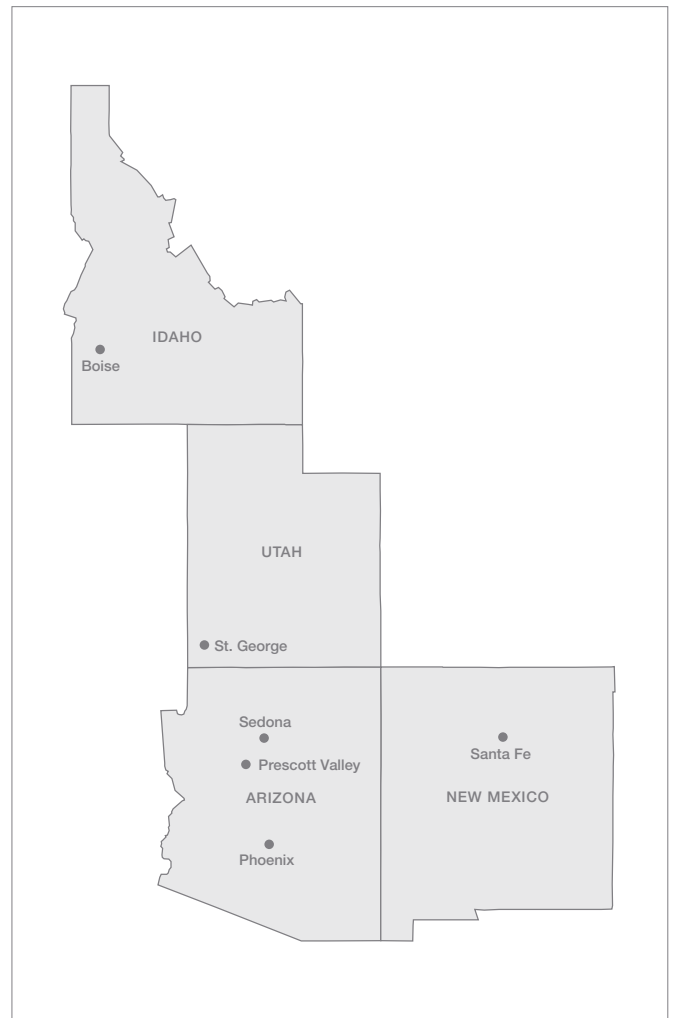 IDAHO
Boise
UTAH
St. George
Sedona
Santa Fe
Prescott Valley
ARIZONA
NEW MEXICO
Phoenix